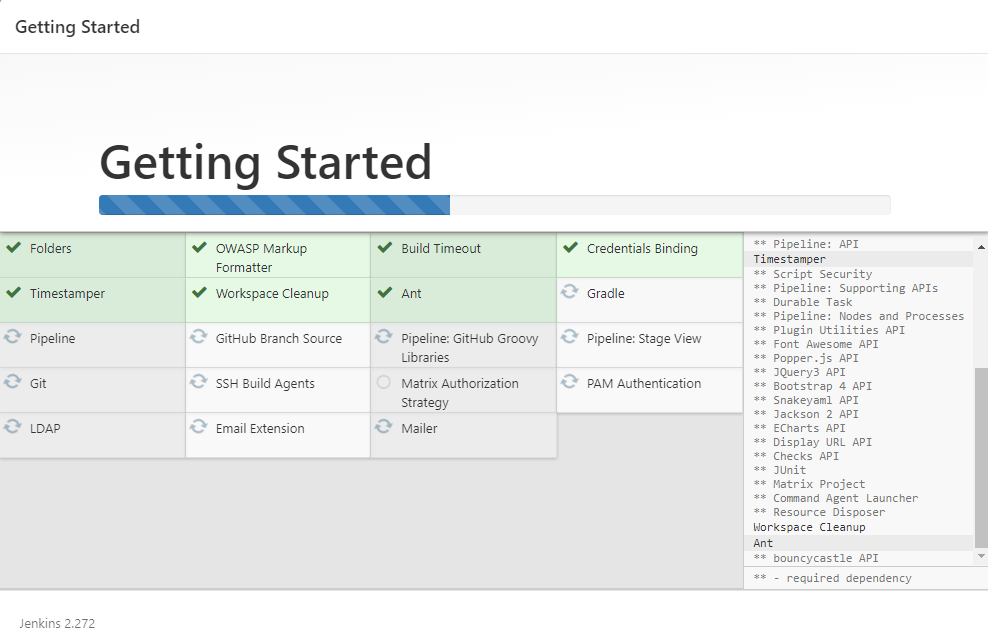 Getting Started
Getting Started
Folders
OWASP Markup
Formatter
Build Timeout
Credentials Binding
Timestamper
Workspace Cleanup
Ant
Gradle
Pipeline
GitHub Branch Source
Pipeline: GitHub Groovy
Libraries
Pipeline: Stage View
Git
SSH Build Agents
Matrix Authorization
Strategy
PAM Authentication
LDAP
Email Extension
Mailer
** Pipeline: API
Timestamper
** Script Security
** Pipeline: Supporting APIs
** Durable Task
** Pipeline: Nodes and Processes
** Plugin Utilities API
** Font Awesome API
** Popper.js API
** JQuery3 API
** Bootstrap 4 API
** Snakeyaml API
** Jackson 2 API
** ECharts API
** Display URL API
** Checks API
** JUnit
** Matrix Project
** Command Agent Launcher
** Resource Disposer
Workspace Cleanup
Ant
** bouncycastle API
** - required dependency
Jenkins 2.272